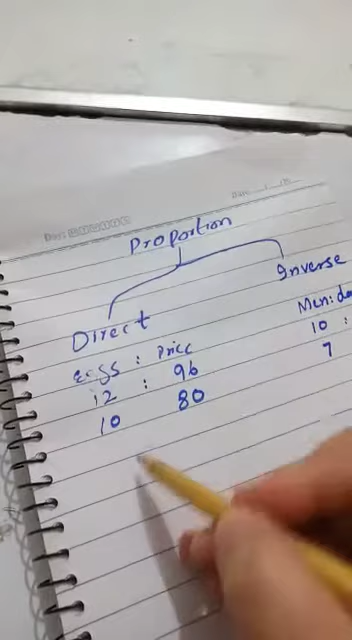 Proportion
Direct
Inverse
eggs : Price
12 : 96
10 80
Men:
10 :
7